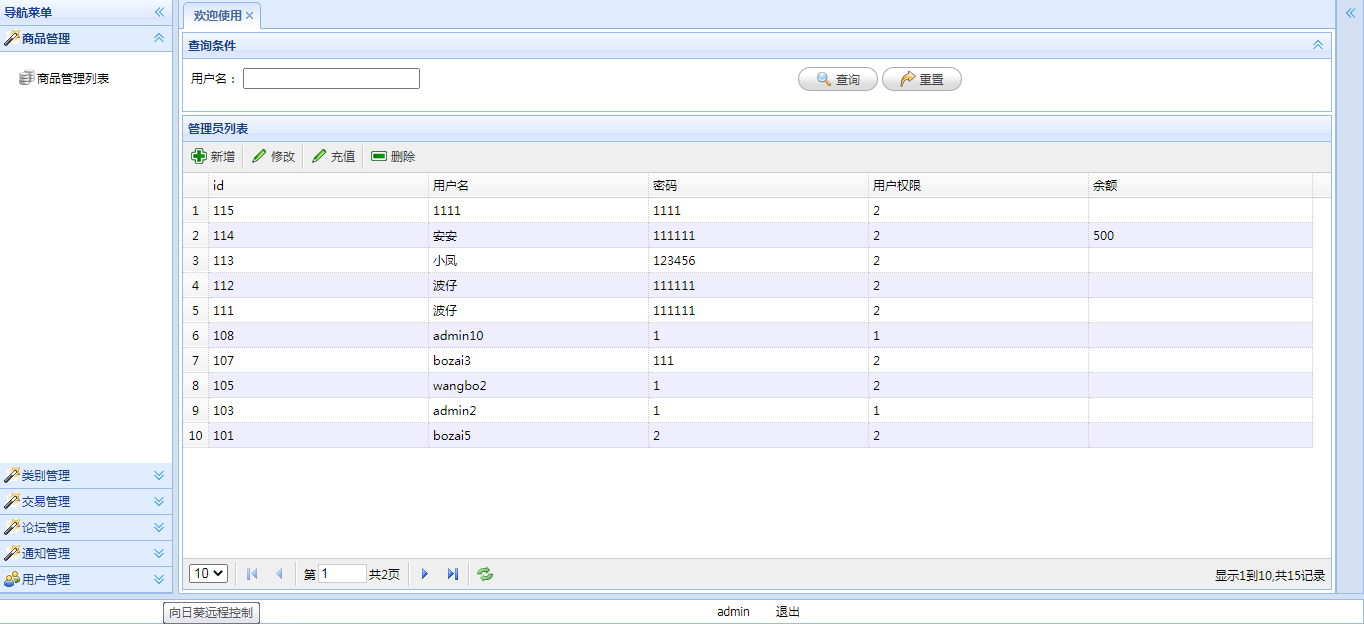 导航菜单
商品管理
商品管理列表
类别管理
交易管理
论坛管理
通知管理
用户管理
欢迎使用
查询条件
用户名：
查询
重置
管理员列表
新增 修改 充值 删除
id 用户名 密码 用户权限 余额
1 115 1111 1111 2
2 114 安安 111111 2 500
3 113 小凤 123456 2
4 112 波仔 111111 2
5 111 波仔 111111 2
6 108 admin10 1 1
7 107 bozai3 111 2
8 105 wangbo2 1 2
9 103 admin2 1 1
10 101 bozai5 2 2
10 第 1 共2页
显示1到10,共15记录
向日葵远程控制 admin 退出